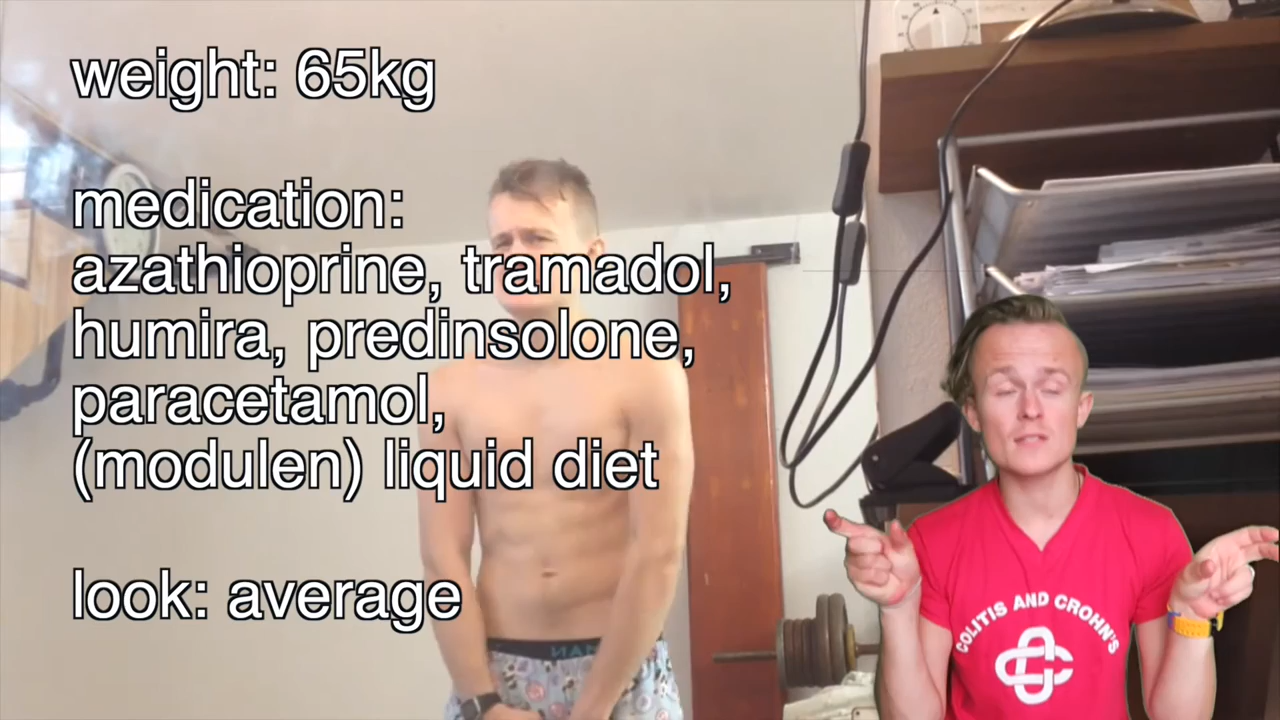 weight: 65kg
medication:
azathioprine, tramadol,
humira, predinsolone,
paracetamol,
(modulen) liquid diet
look: average
COLITIS AND CROHN'S